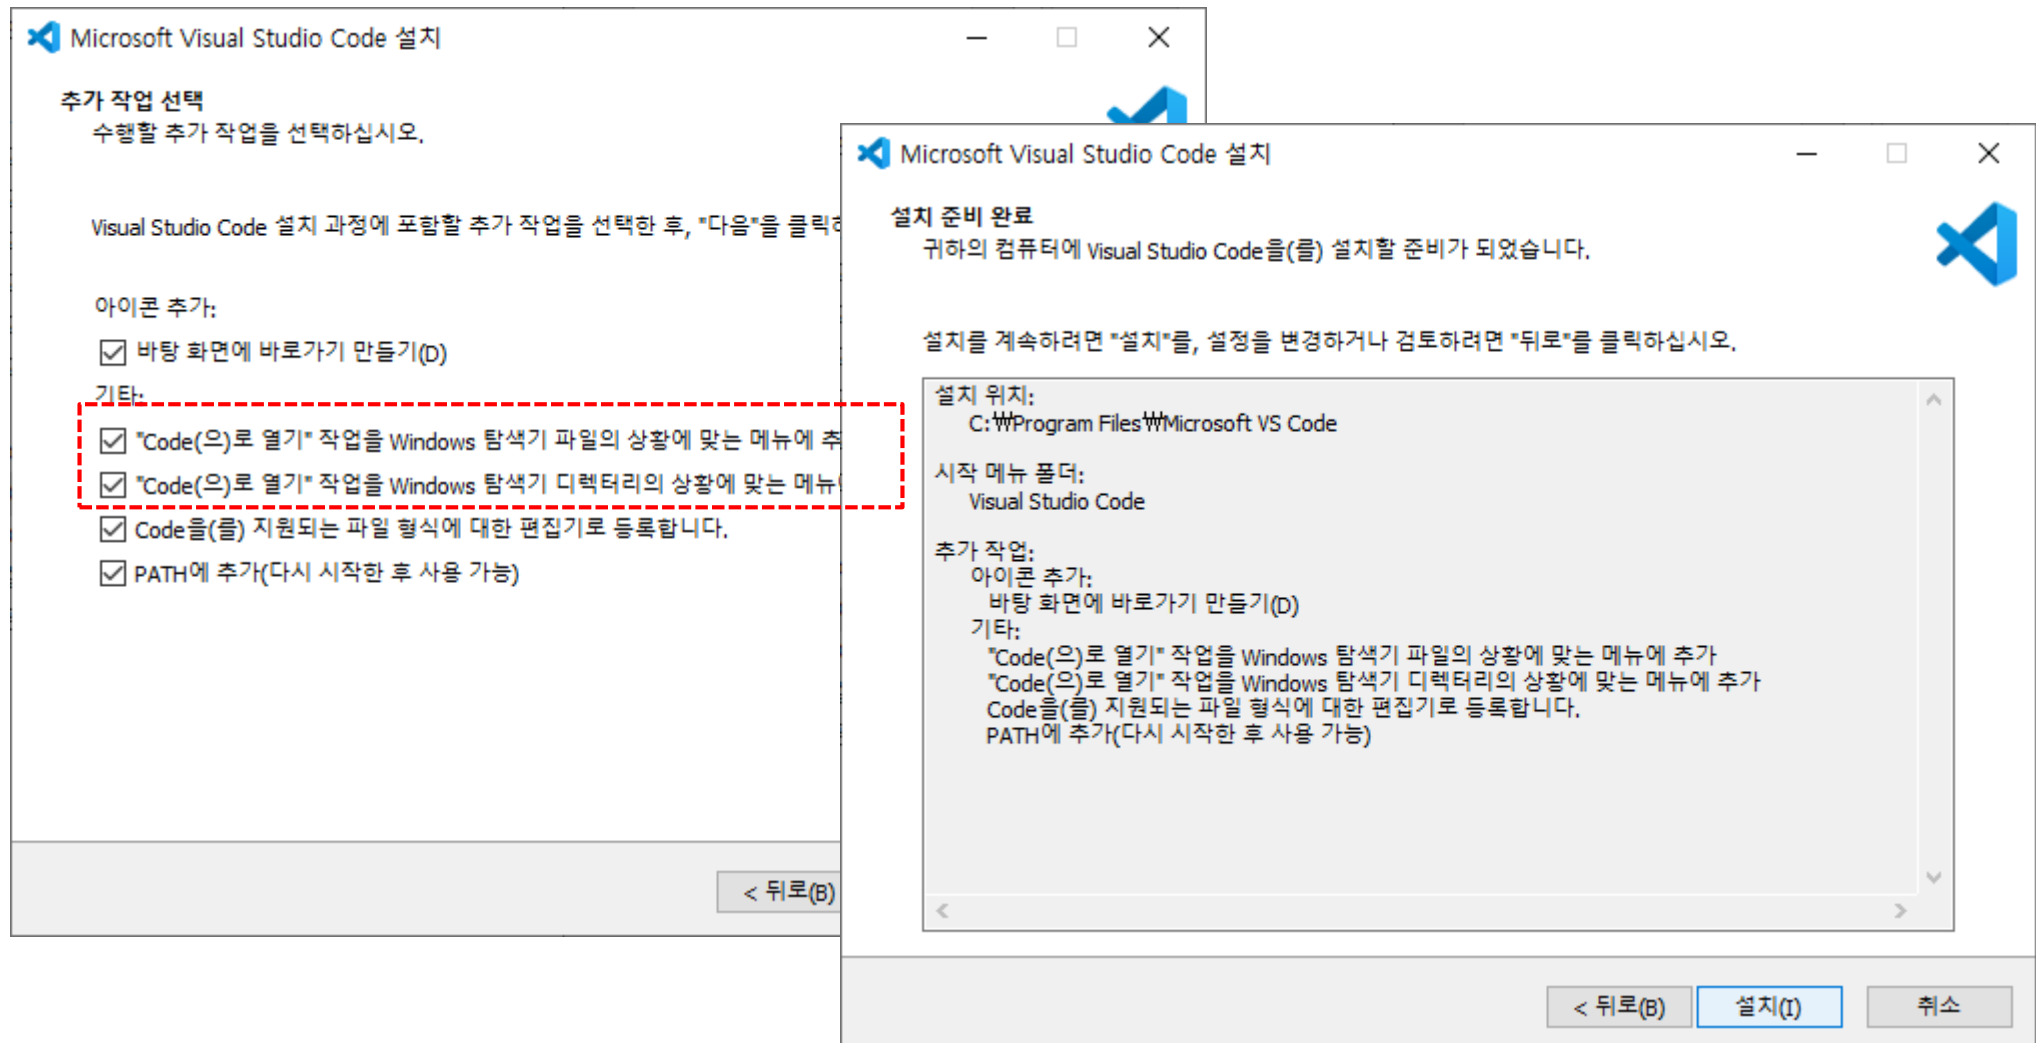 Microsoft Visual Studio Code 설치
추가 작업 선택
수행할 추가 작업을 선택하십시오.
Visual Studio Code 설치 과정에 포함할 추가 작업을 선택한 후, "다음"을
아이콘 추가:
바탕 화면에 바로가기 만들기(D)
기타:
"Code(으)로 열기" 작업을 Windows 탐색기 파일의 상황에 맞는 메뉴에 추
"Code(으)로 열기" 작업을 Windows 탐색기 디렉터리의 상황에 맞는 메뉴
Code을(를) 지원되는 파일 형식에 대한 편집기로 등록합니다.
PATH에 추가(다시 시작한 후 사용 가능)
< 뒤로(B)
Microsoft Visual Studio Code 설치
설치 준비 완료
귀하의 컴퓨터에 Visual Studio Code을(를) 설치할 준비가 되었습니다.
설치를 계속하려면 "설치"를, 설정을 변경하거나 검토하려면 "뒤로"를 클릭하십시오.
설치 위치:
C:₩Program Files₩Microsoft VS Code
시작 메뉴 폴더:
Visual Studio Code
추가 작업:
아이콘 추가:
바탕 화면에 바로가기 만들기(D)
기타:
"Code(으)로 열기" 작업을 Windows 탐색기 파일의 상황에 맞는 메뉴에 추가
"Code(으)로 열기" 작업을 Windows 탐색기 디렉터리의 상황에 맞는 메뉴에 추가
Code을(를) 지원되는 파일 형식에 대한 편집기로 등록합니다.
PATH에 추가(다시 시작한 후 사용 가능)
< 뒤로(B)
설치(I)
취소